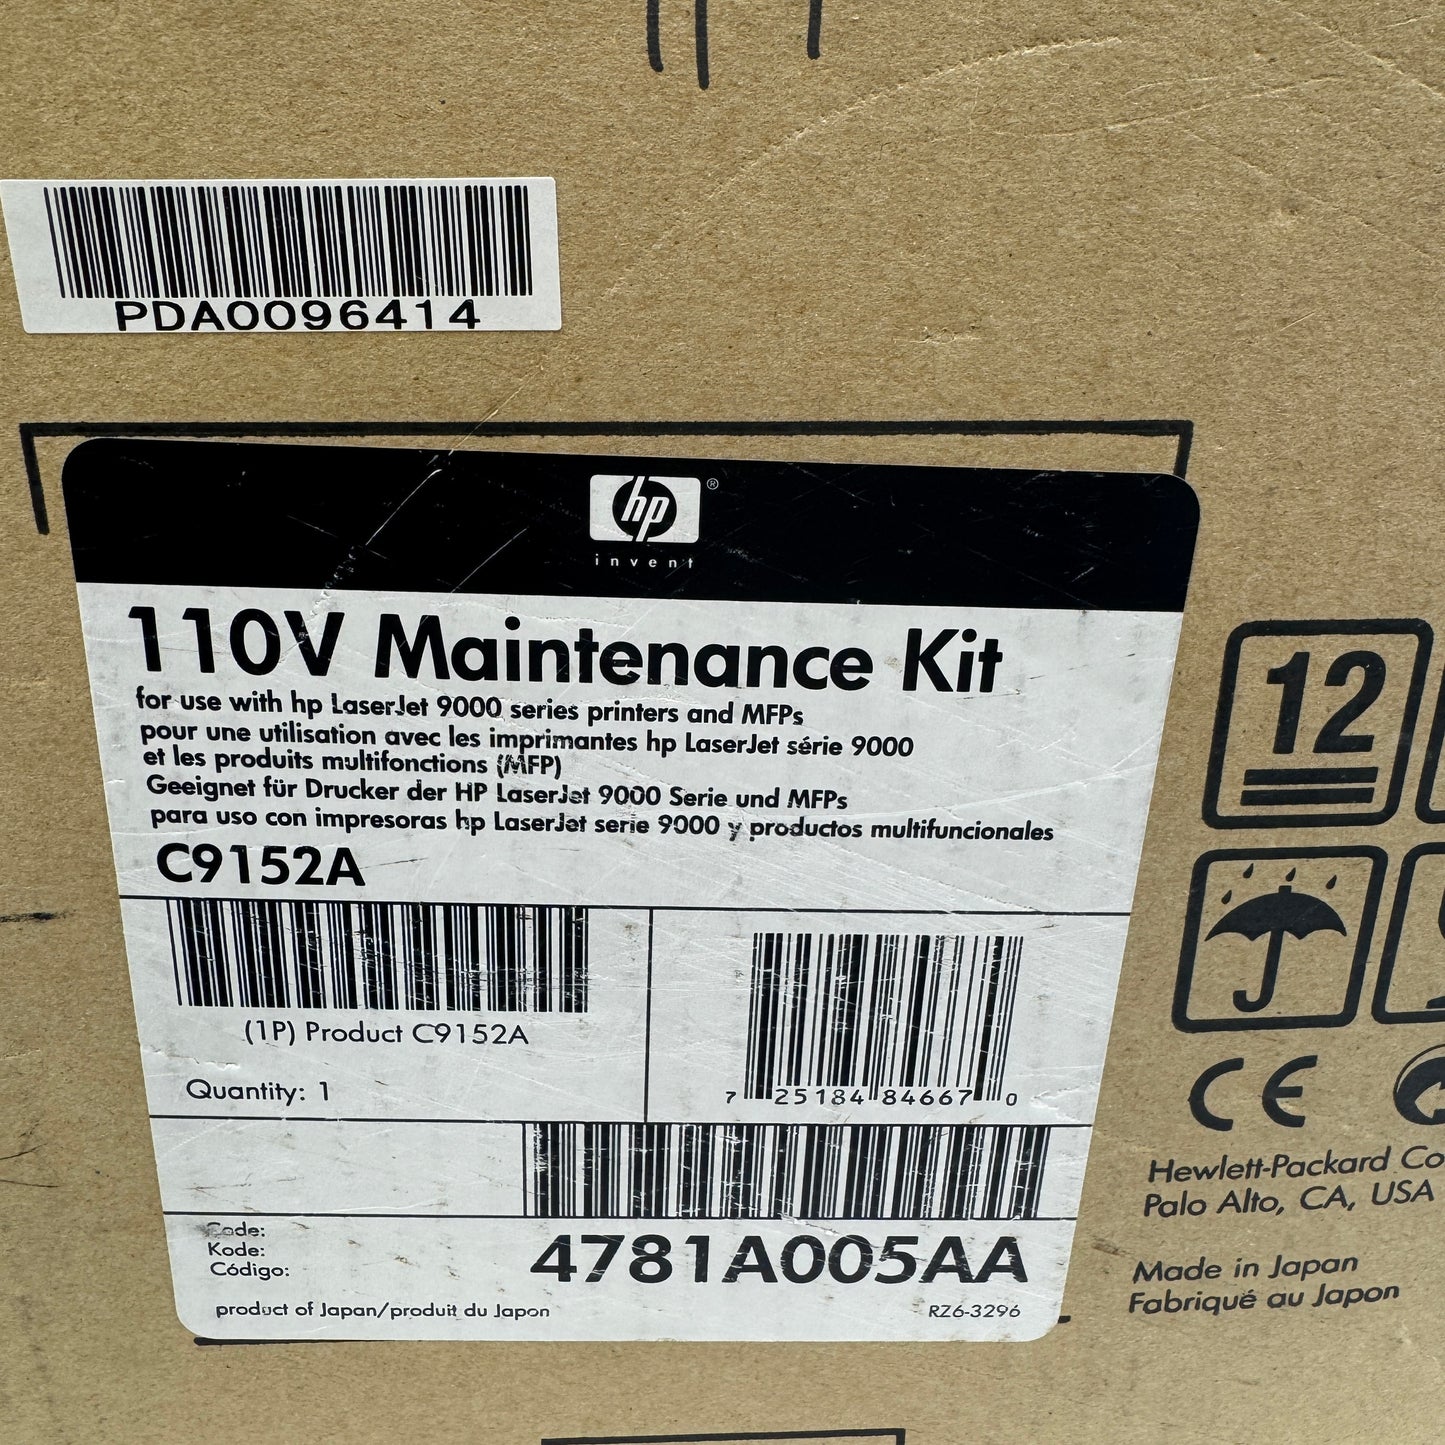 PDA0096414
hp®
invent
110V Maintenance Kit
for use with hp LaserJet 9000 series printers and MFPs
pour une utilisation avec les imprimantes hp LaserJet série 9000
et les produits multifonctions (MFP)
Geeignet für Drucker der HP LaserJet 9000 Serie und MFPs
para uso con impresoras hp LaserJet serie 9000 y productos multifuncionales
C9152A
(1P) Product C9152A
Quantity: 1
7 25184 84667 0
Code:
Kode:
Código:
4781A005AA
product of Japan/produit du Japon
RZ6-3296
12
CE
Hewlett-Packard Co
Palo Alto, CA, USA
Made in Japan
Fabriqué au Japon